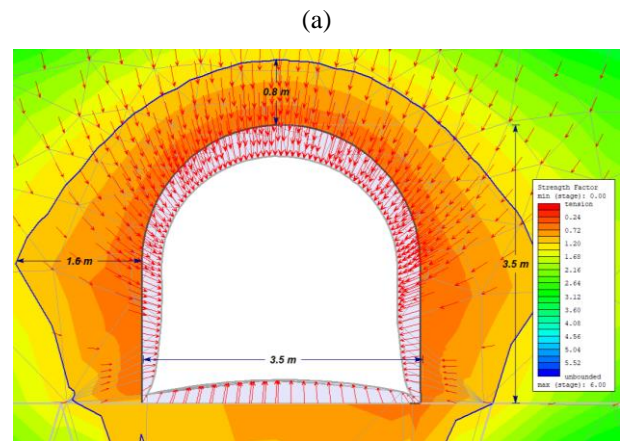 (a)
0.8 m
1.6 m
3.5 m
3.5 m
Strength Factor
min (stage): 0.00
tension
0.24
0.72
1.20
1.68
2.16
2.64
3.12
3.60
4.08
4.56
5.04
5.52
unbounded
max (stage): 6.00